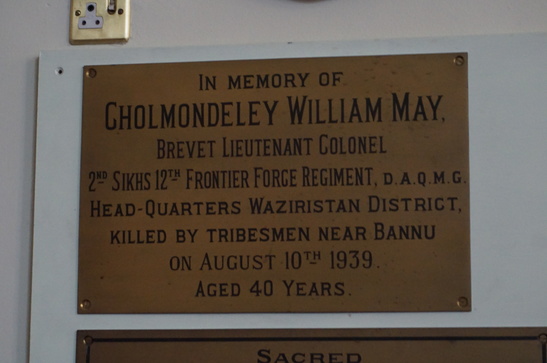 IN MEMORY OF
CHOLMONDELEY WILLIAM MAY,
BREVET LIEUTENANT COLONEL
2ND SIKHS 12TH FRONTIER FORCE REGIMENT, D.A.Q.M.G.
HEAD-QUARTERS WAZIRISTAN DISTRICT,
KILLED BY TRIBESMEN NEAR BANNU
ON AUGUST 10TH 1939.
AGED 40 YEARS.
SACRED